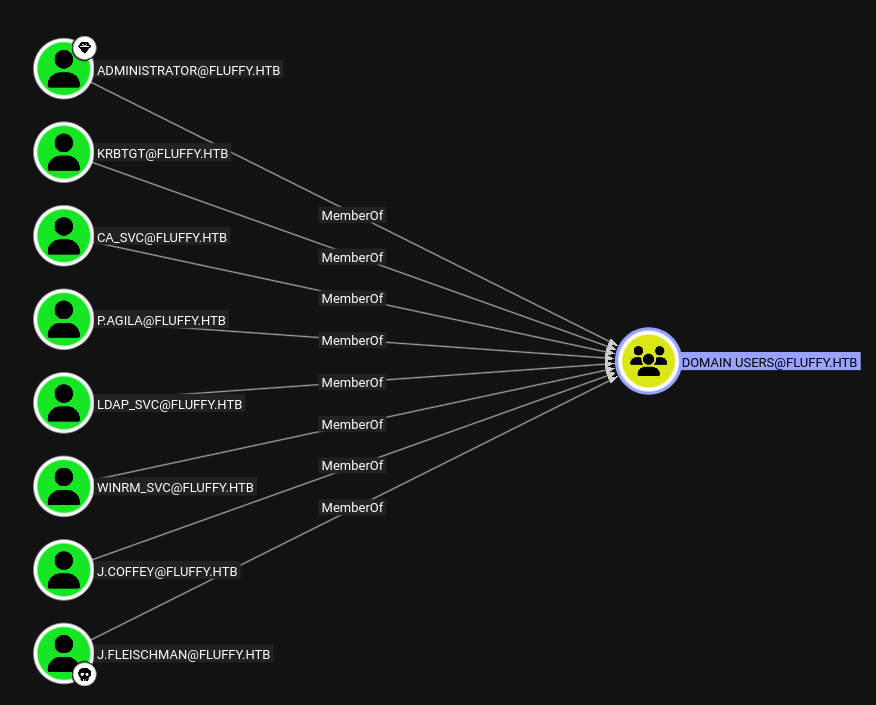 ADMINISTRATOR@FLUFFY.HTB
KRBTGT@FLUFFY.HTB
MemberOf
CA_SVC@FLUFFY.HTB
MemberOf
MemberOf
P.AGILA@FLUFFY.HTB
MemberOf
DOMAIN USERS@FLUFFY.HTB
MemberOf
LDAP_SVC@FLUFFY.HTB
MemberOf
MemberOf
WINRM_SVC@FLUFFY.HTB
MemberOf
J.COFFEY@FLUFFY.HTB
J.FLEISCHMAN@FLUFFY.HTB